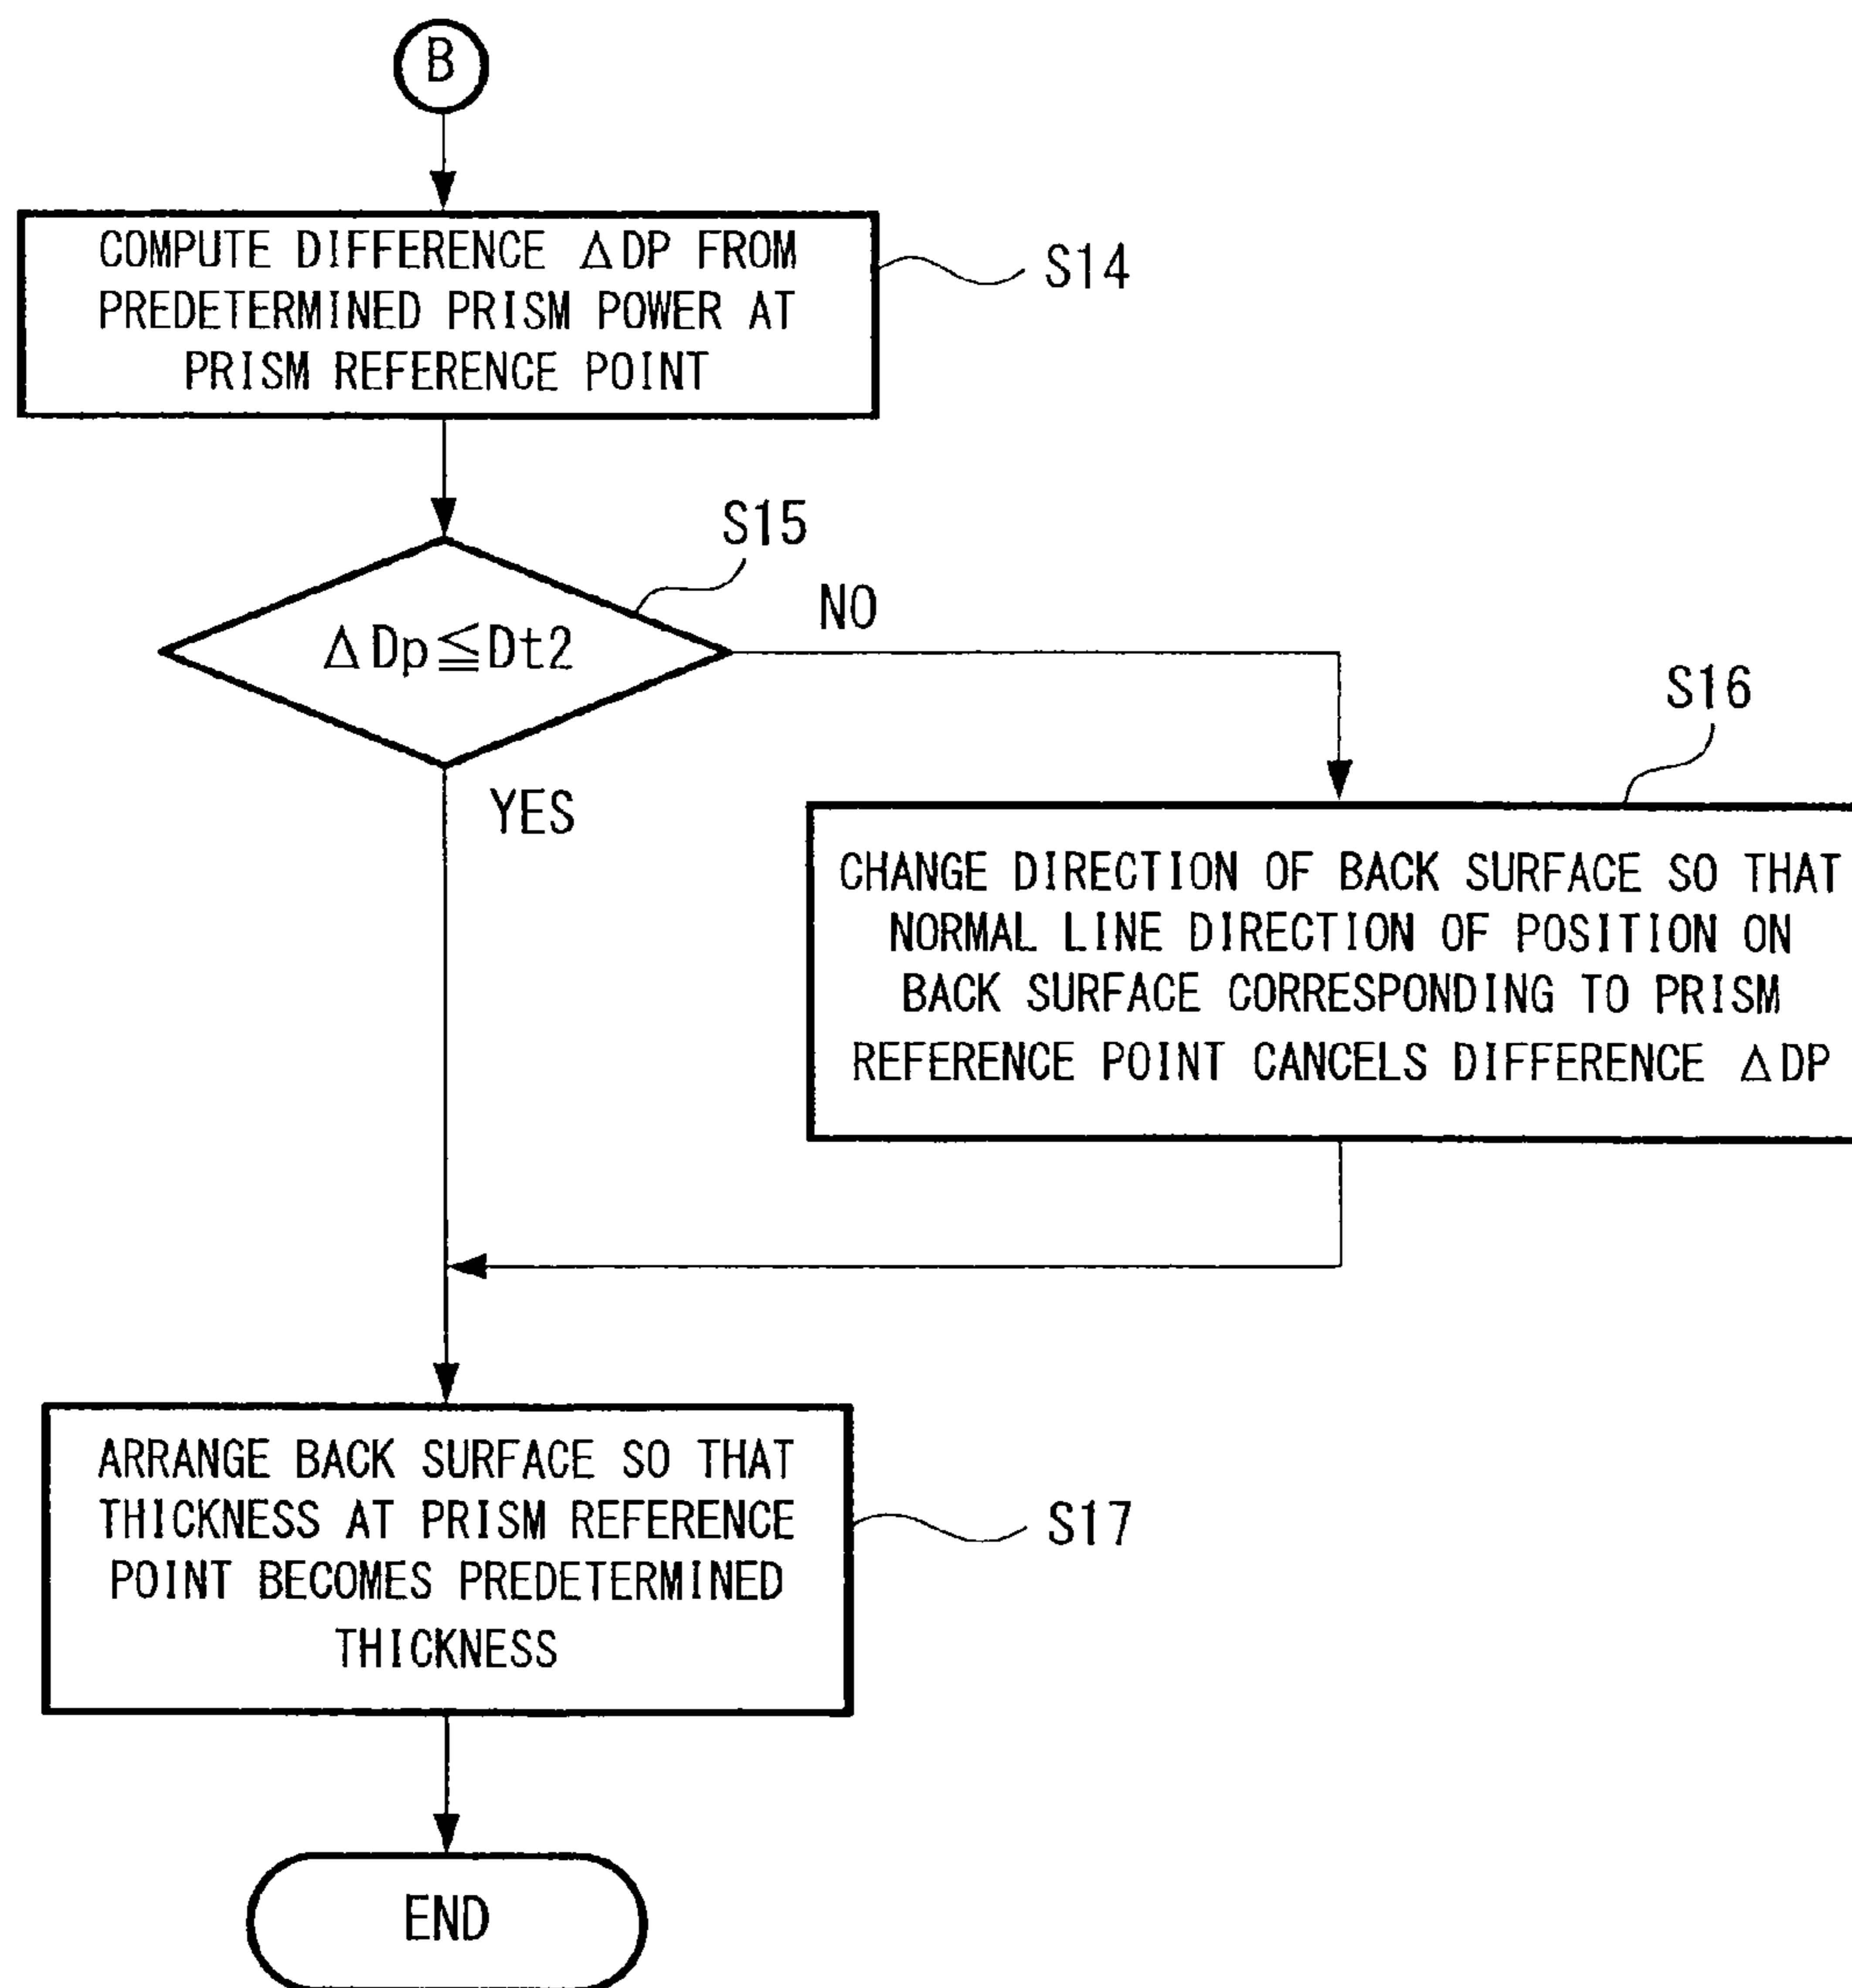 B
COMPUTE DIFFERENCE ΔDP FROM
PREDETERMINED PRISM POWER AT
PRISM REFERENCE POINT
S14
S15
ΔDp≦Dt2
NO
YES
S16
CHANGE DIRECTION OF BACK SURFACE SO THAT
NORMAL LINE DIRECTION OF POSITION ON
BACK SURFACE CORRESPONDING TO PRISM
REFERENCE POINT CANCELS DIFFERENCE ΔDP
ARRANGE BACK SURFACE SO THAT
THICKNESS AT PRISM REFERENCE
POINT BECOMES PREDETERMINED
THICKNESS
S17
END